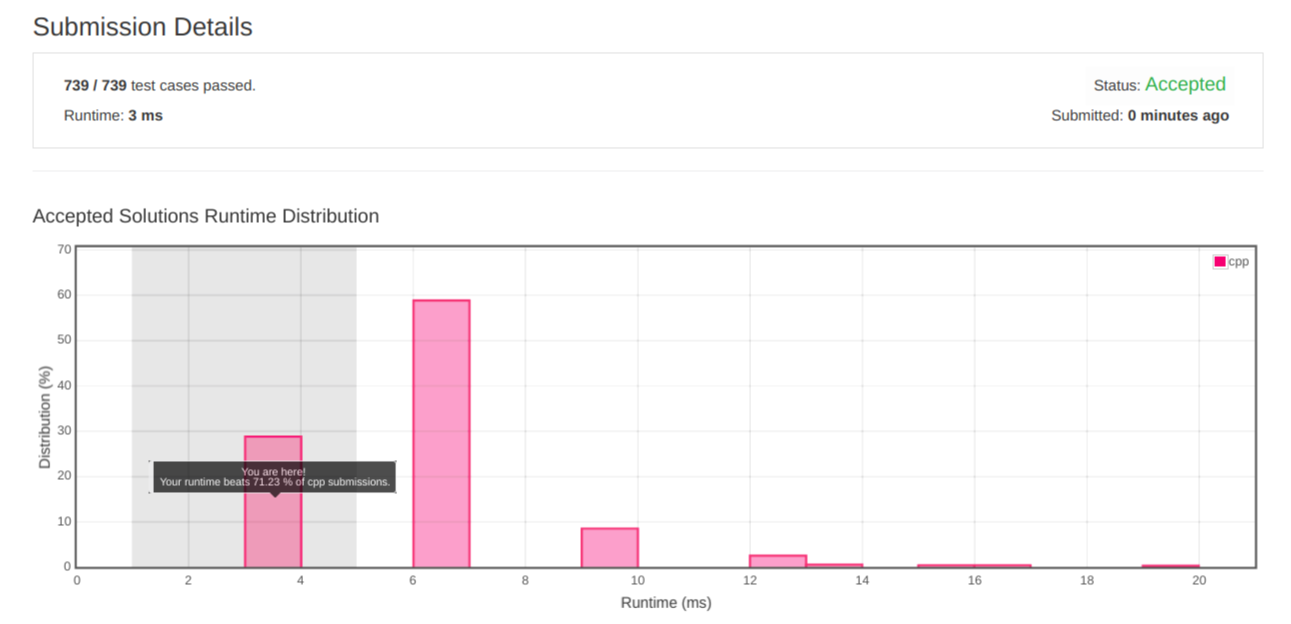 Submission Details
739 / 739 test cases passed.
Status: Accepted
Runtime: 3 ms
Submitted: 0 minutes ago
Accepted Solutions Runtime Distribution
cpp
70
60
50
40
30
20
10
0
Distribution (%)
You are here!
Your runtime beats 71.23 % of cpp submissions.
0 2 4 6 8 10 12 14 16 18 20
Runtime (ms)